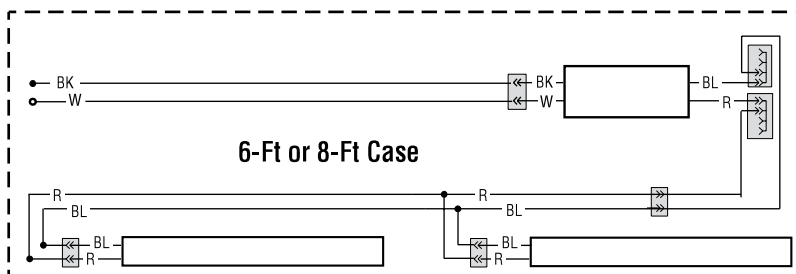 BK BK BL
W W R
6-Ft or 8-Ft Case
R R
BL BL
BL BL
R R